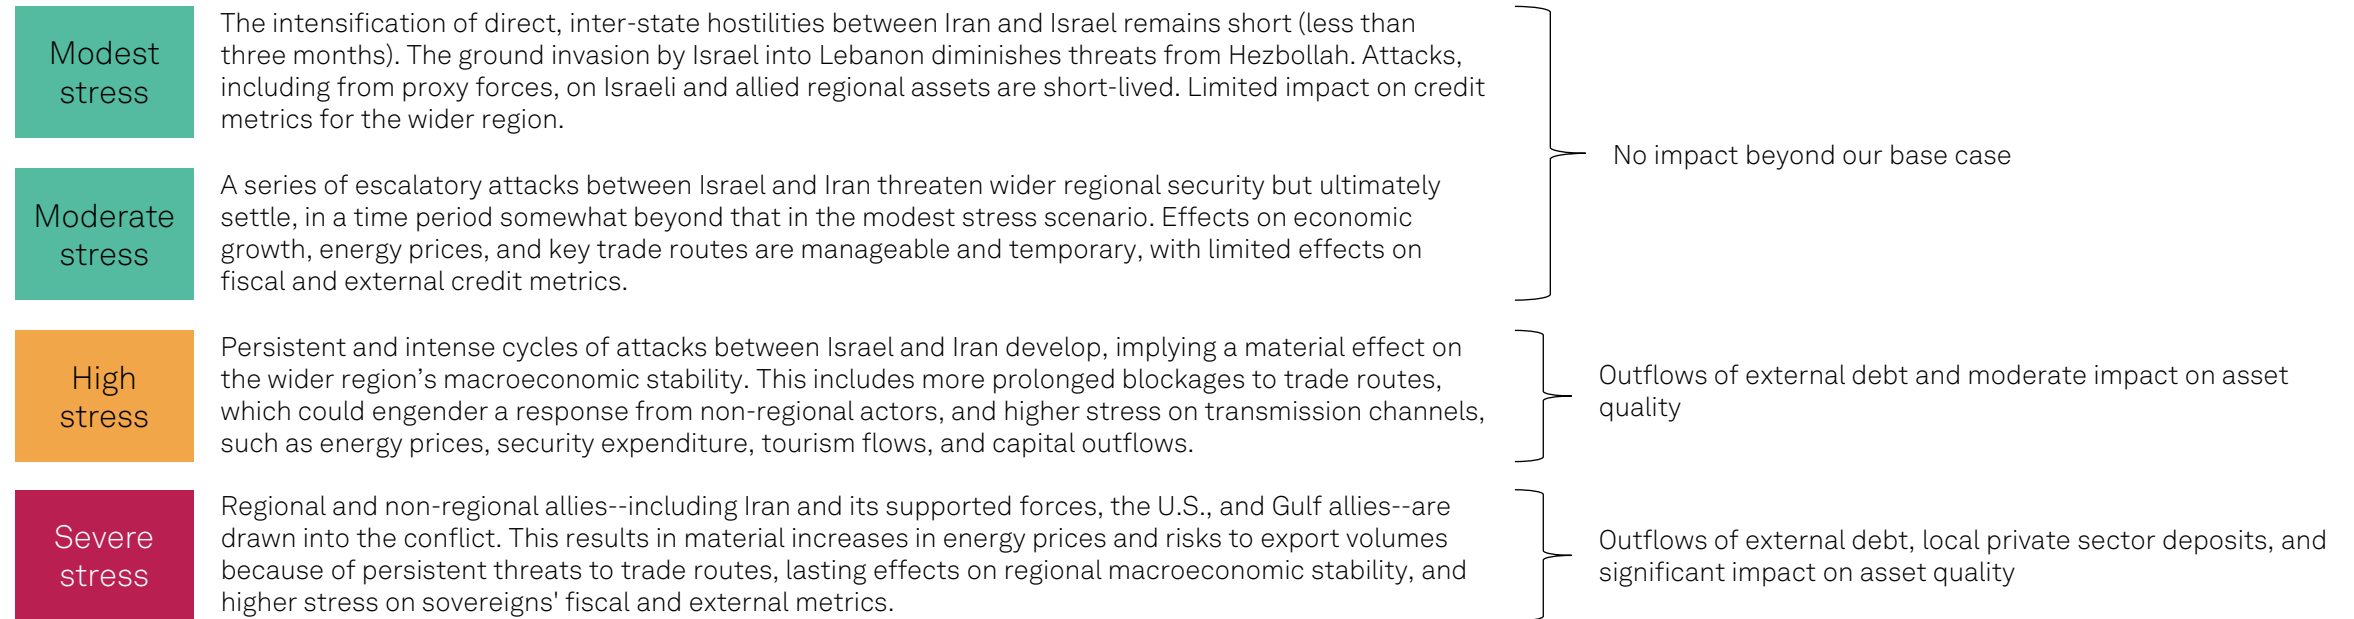 Modest
stress
The intensification of direct, inter-state hostilities between Iran and Israel remains short (less than
three months). The ground invasion by Israel into Lebanon diminishes threats from Hezbollah. Attacks,
including from proxy forces, on Israeli and allied regional assets are short-lived. Limited impact on credit
metrics for the wider region.
Moderate
stress
A series of escalatory attacks between Israel and Iran threaten wider regional security but ultimately
settle, in a time period somewhat beyond that in the modest stress scenario. Effects on economic
growth, energy prices, and key trade routes are manageable and temporary, with limited effects on
fiscal and external credit metrics.
No impact beyond our base case
High
stress
Persistent and intense cycles of attacks between Israel and Iran develop, implying a material effect on
the wider region’s macroeconomic stability. This includes more prolonged blockages to trade routes,
which could engender a response from non-regional actors, and higher stress on transmission channels,
such as energy prices, security expenditure, tourism flows, and capital outflows.
Outflows of external debt and moderate impact on asset
quality
Severe
stress
Regional and non-regional allies--including Iran and its supported forces, the U.S., and Gulf allies--are
drawn into the conflict. This results in material increases in energy prices and risks to export volumes
because of persistent threats to trade routes, lasting effects on regional macroeconomic stability, and
higher stress on sovereigns' fiscal and external metrics.
Outflows of external debt, local private sector deposits, and
significant impact on asset quality